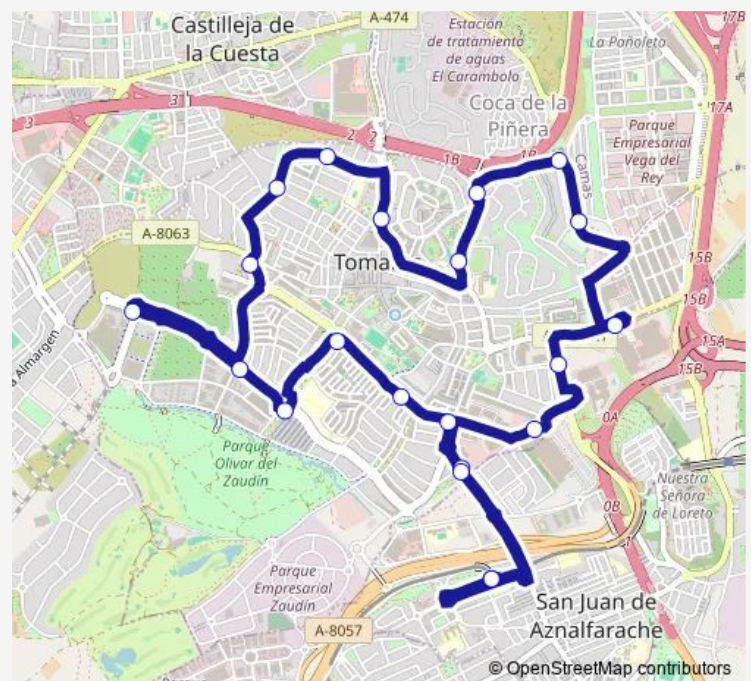 Castilleja de
la Cuesta
A-474
Estación
de tratamiento
de aguas
El Carambolo
La Pañoleta
17B
17A
3
3
2
2
1B
1B
Coca de la
Piñera
Parque
Empresarial
Vega del
Rey
Camas
A-8063
15B
15B
15A
15B
Almargen
0A
Parque
Olivar del
Zaudín
Nuestra
Señora
de Loreto
0B
1
Parque
Empresarial
Zaudín
San Juan de
Aznalfarache
A-8057
© OpenStreetMap contributors